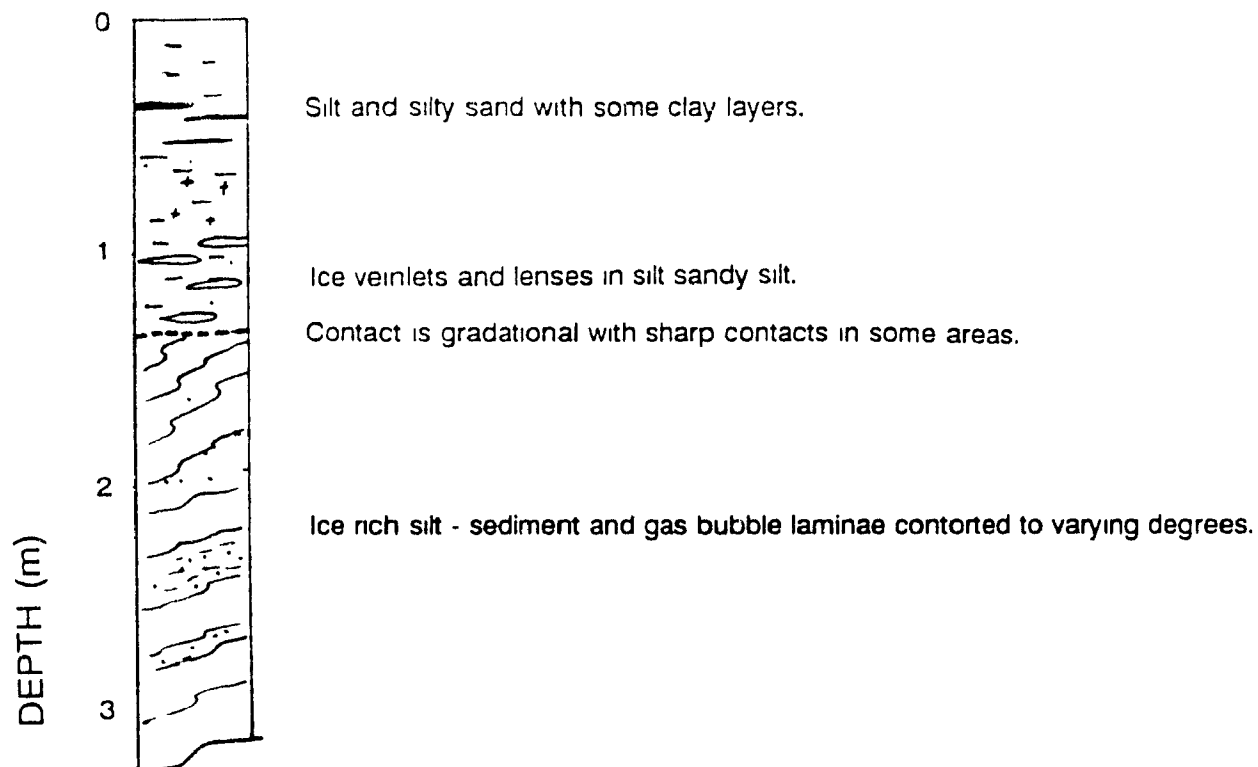 0
Silt and silty sand with some clay layers.
1
Ice veinlets and lenses in silt sandy silt.
Contact is gradational with sharp contacts in some areas.
2
Ice rich silt - sediment and gas bubble laminae contorted to varying degrees.
DEPTH (m)
3